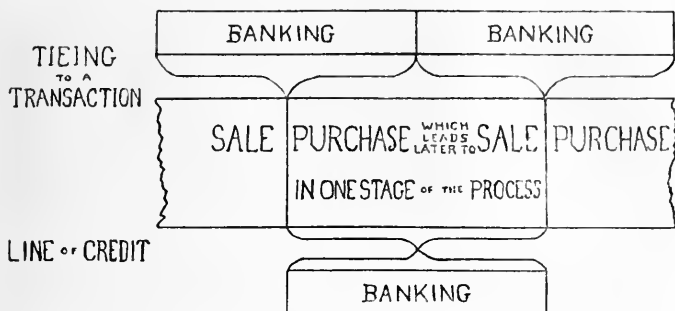 BANKING BANKING
TIEING
TO A
TRANSACTION
SALE PURCHASE WHICH LEADS LATER TO SALE PURCHASE
IN ONE STAGE OF THE PROCESS
LINE OF CREDIT
BANKING